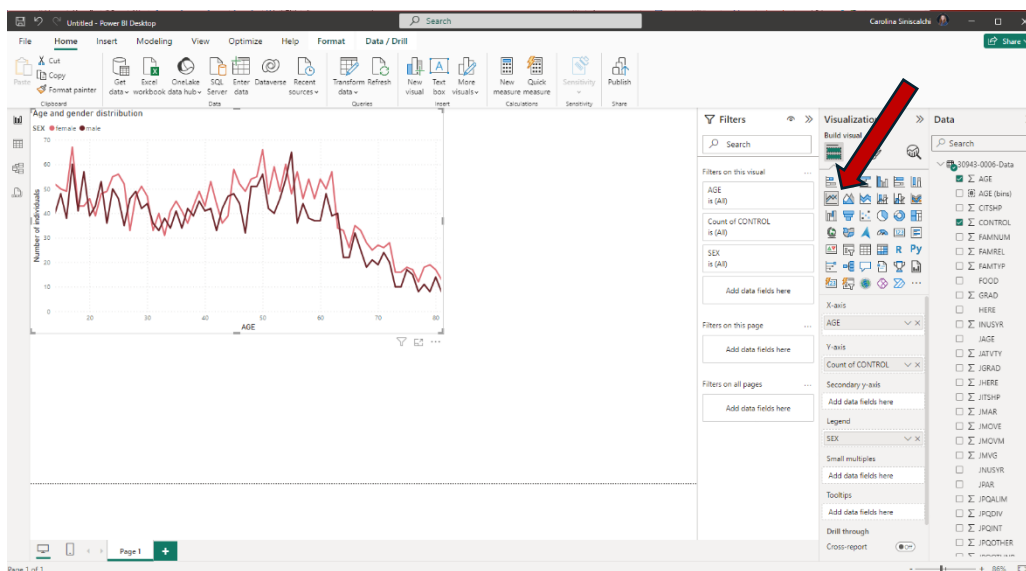 Untitled - Power BI Desktop
Search
Carolina Siniscalchi
File Home Insert Modeling View Optimize Help Format Data / Drill
Share
Paste
Cut
Copy
Format painter
Get data
Excel workbook
OneLake data hub
SQL Server
Enter data
Dataverse
Recent sources
Transform data
Refresh
New visual
Text box
More visuals
New measure
Quick measure
Sensitivity
Publish
Clipboard
Data
Queries
Insert
Calculations
Sensitivity
Share
Age and gender distribution
SEX female male
Number of individuals
70
60
50
40
30
20
10
0
20 30 40 50 60 70 80
AGE
Filters
Search
Filters on this visual
AGE
is (All)
Count of CONTROL
is (All)
SEX
is (All)
Add data fields here
Filters on this page
Add data fields here
Filters on all pages
Add data fields here
Build visual
R Py
X-axis
AGE
Y-axis
Count of CONTROL
Secondary y-axis
Add data fields here
Legend
SEX
Small multiples
Add data fields here
Tooltips
Add data fields here
Drill through
Cross-report
Data
Search
30943-0006-Data
AGE
AGE (bins)
CITSHP
CONTROL
FAMNUM
FAMREL
FAMTYP
FOOD
GRAD
HERE
INUSYR
JAGE
JATVTY
JGRAD
JHERE
JITSHP
JMAR
JMOVE
JMOVM
JMVG
JNUSYR
JPAR
JPQALIM
JPQDIV
JPQINT
JPQOTHER
Page 1
Page 1 of 1
86%